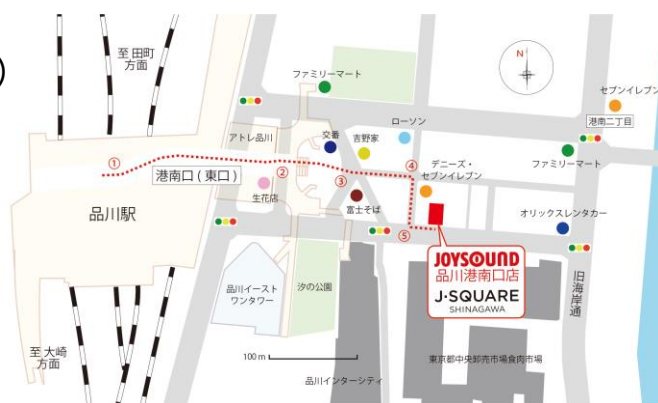 )
至 田町
方面
ファミリーマート
N
セブンイレブン
港南二丁目
アトレ品川
交番
吉野家
ローソン
①
②
③
④
デニーズ・
セブンイレブン
ファミリーマート
港南口 ( 東口 )
生花店
富士そば
品川駅
オリックスレンタカー
⑤
JOYSOUND
品川港南口店
J-SQUARE
SHINAGAWA
旧海岸通
品川イースト
ワンタワー
汐の公園
至 大崎
方面
100 m
品川インターシティ
東京都中央卸売市場食肉市場